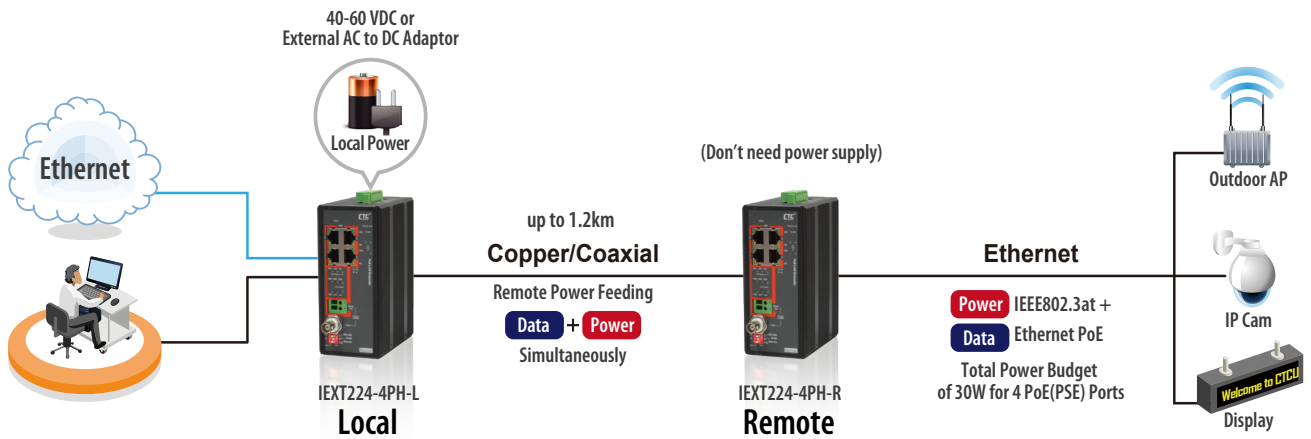 40-60 VDC or
External AC to DC Adaptor
Local Power
Ethernet
(Don't need power supply)
Outdoor AP
CTC
CTC
up to 1.2km
Copper/Coaxial
Remote Power Feeding
Data + Power
Simultaneously
Ethernet
Power IEEE802.3at +
Data Ethernet PoE
Total Power Budget
of 30W for 4 PoE(PSE) Ports
IP Cam
Welcome to CTCU
Display
IEXT224-4PH-L
Local
IEXT224-4PH-R
Remote